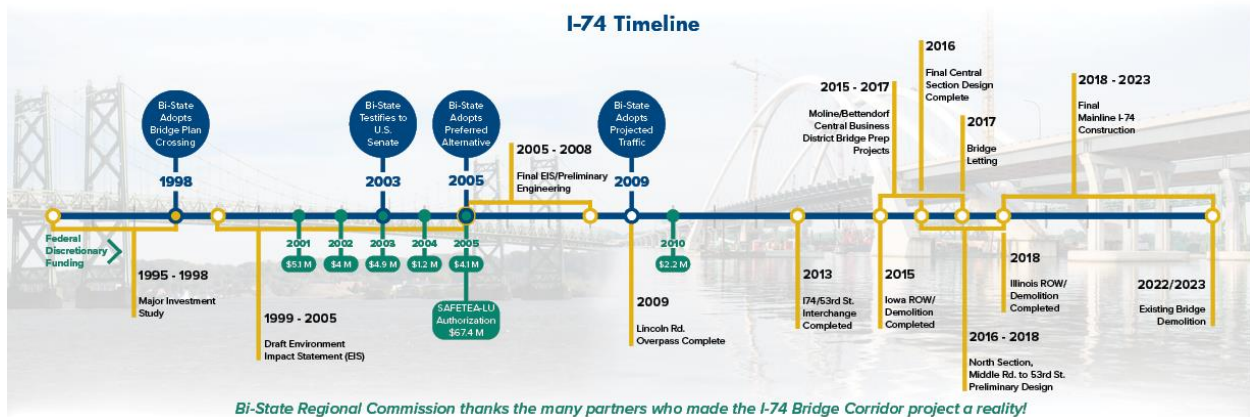 I-74 Timeline
Bi-State
Adopts
Bridge Plan
Crossing
1998
Bi-State
Testifies to
U.S.
Senate
2003
Bi-State
Adopts
Preferred
Alternative
2005
2005 - 2008
Final EIS/Preliminary
Engineering
Bi-State
Adopts
Projected
Traffic
2009
2015 - 2017
Moline/Bettendorf
Central Business
District Bridge Prep
Projects
2016
Final Central
Section Design
Complete
2017
Bridge
Letting
2018 - 2023
Final
Mainline I-74
Construction
Federal
Discretionary
Funding
1995 - 1998
Major Investment
Study
1999 - 2005
Draft Environment
Impact Statement (EIS)
2001
$5.1 M
2002
$4 M
2003
$4.9 M
2004
$1.2 M
2005
$4.1 M
SAFETEA-LU
Authorization
$67.4 M
2009
Lincoln Rd.
Overpass Complete
2010
$2.2 M
2013
I74/53rd St.
Interchange
Completed
2015
Iowa ROW/
Demolition
Completed
2016 - 2018
North Section,
Middle Rd. to 53rd St.
Preliminary Design
2018
Illinois ROW/
Demolition
Completed
2022/2023
Existing Bridge
Demolition
Bi-State Regional Commission thanks the many partners who made the I-74 Bridge Corridor project a reality!